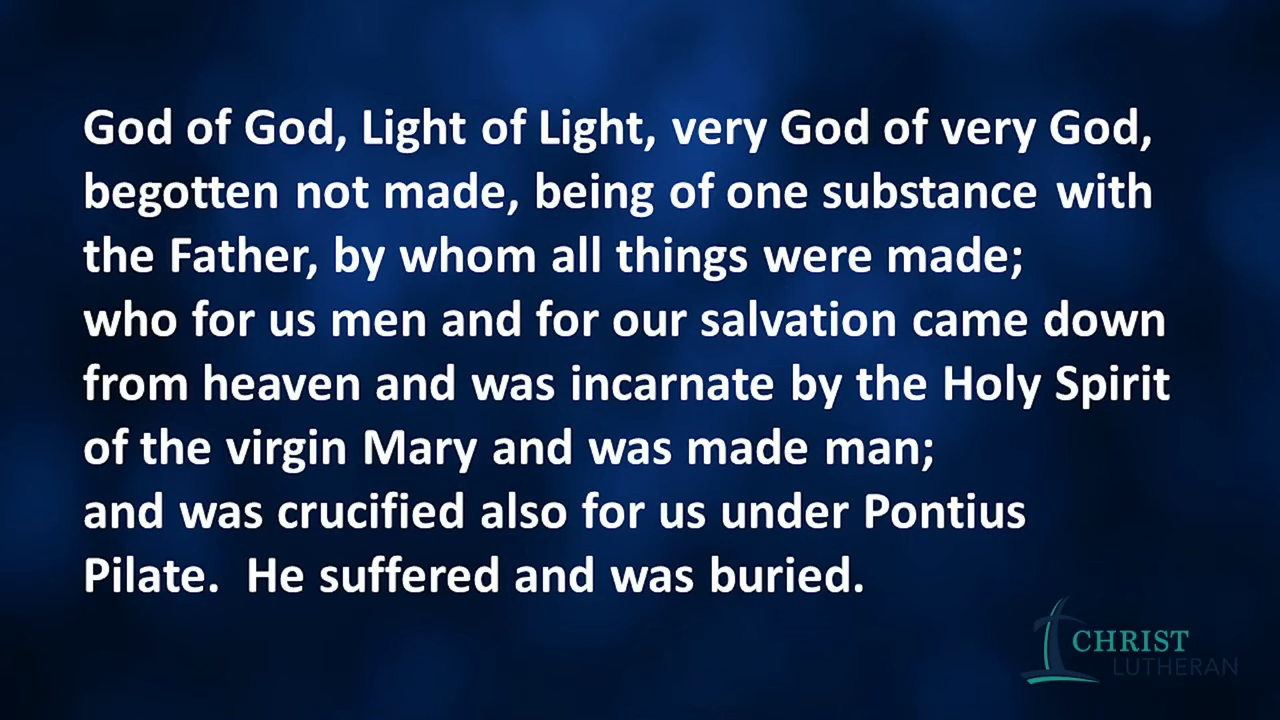 God of God, Light of Light, very God of very God,
begotten not made, being of one substance with
the Father, by whom all things were made;
who for us men and for our salvation came down
from heaven and was incarnate by the Holy Spirit
of the virgin Mary and was made man;
and was crucified also for us under Pontius
Pilate.  He suffered and was buried.
CHRIST
LUTHERAN